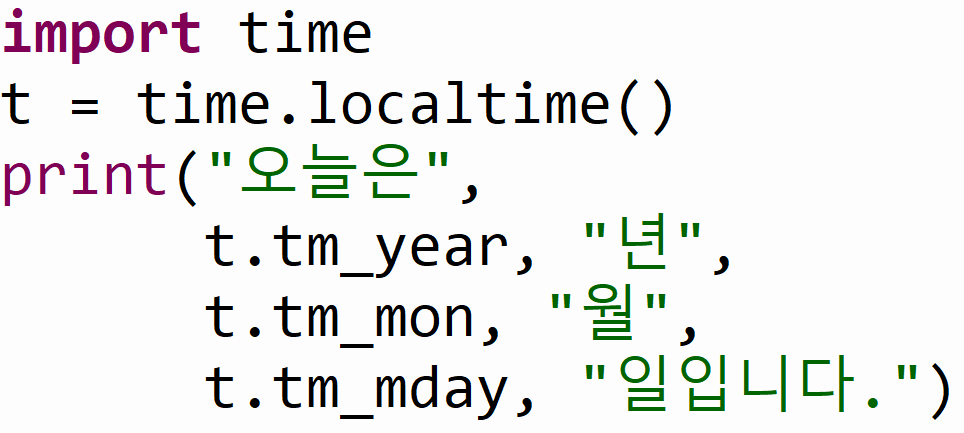 import time
t = time.localtime()
print("오늘은",
      t.tm_year, "년",
      t.tm_mon, "월",
      t.tm_mday, "일입니다.")